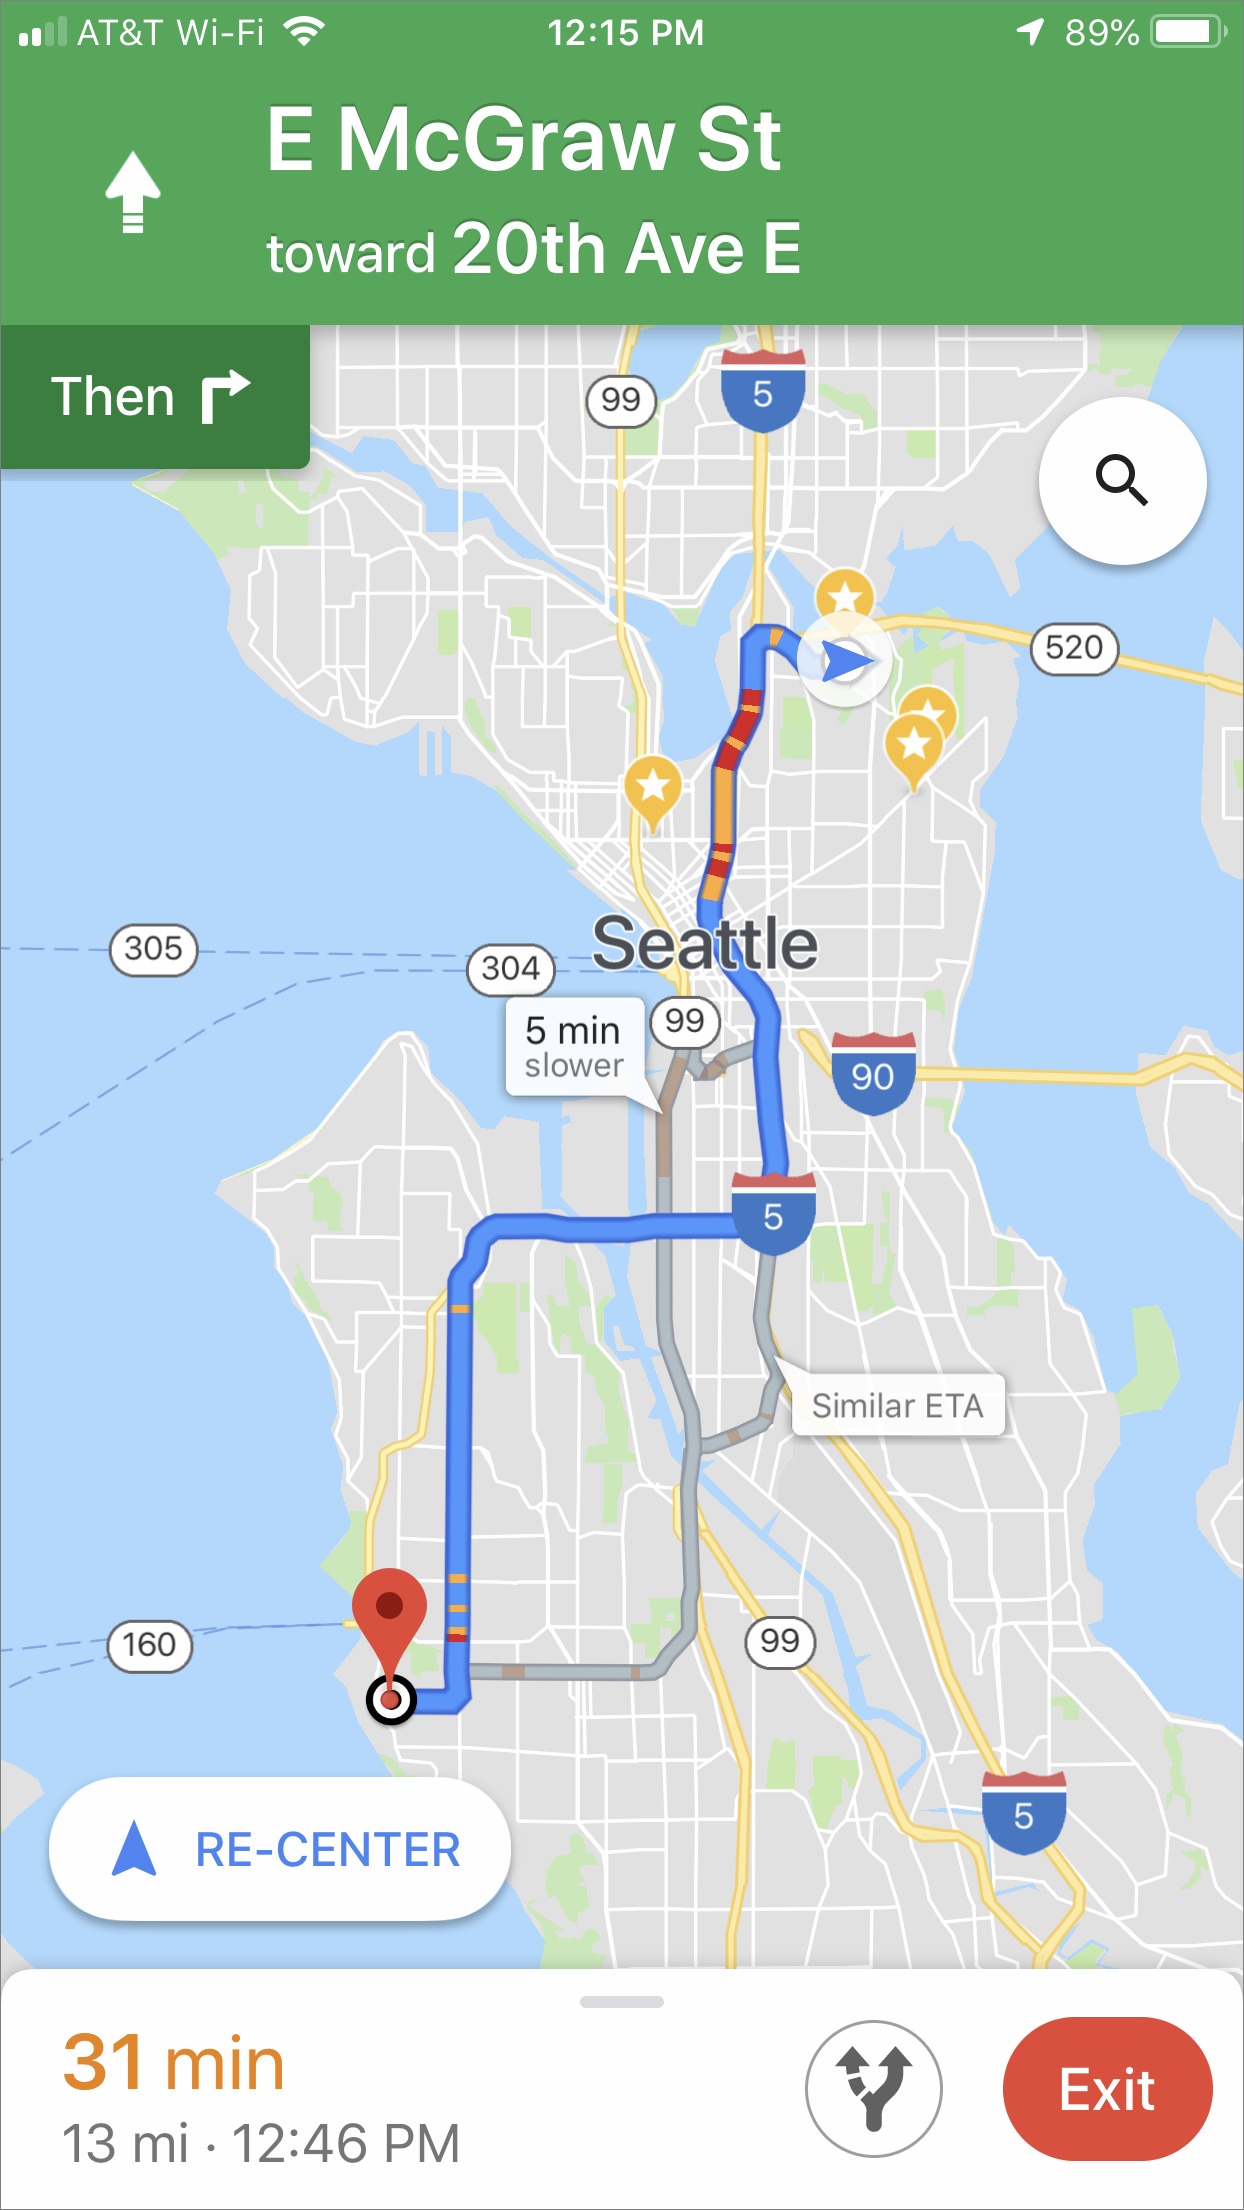 AT&T Wi-Fi 12:15 PM 89%
E McGraw St
toward 20th Ave E
Then
99
5
520
Seattle
305
304
5 min
slower
99
90
5
Similar ETA
160
99
5
RE-CENTER
31 min
13 mi · 12:46 PM
Exit